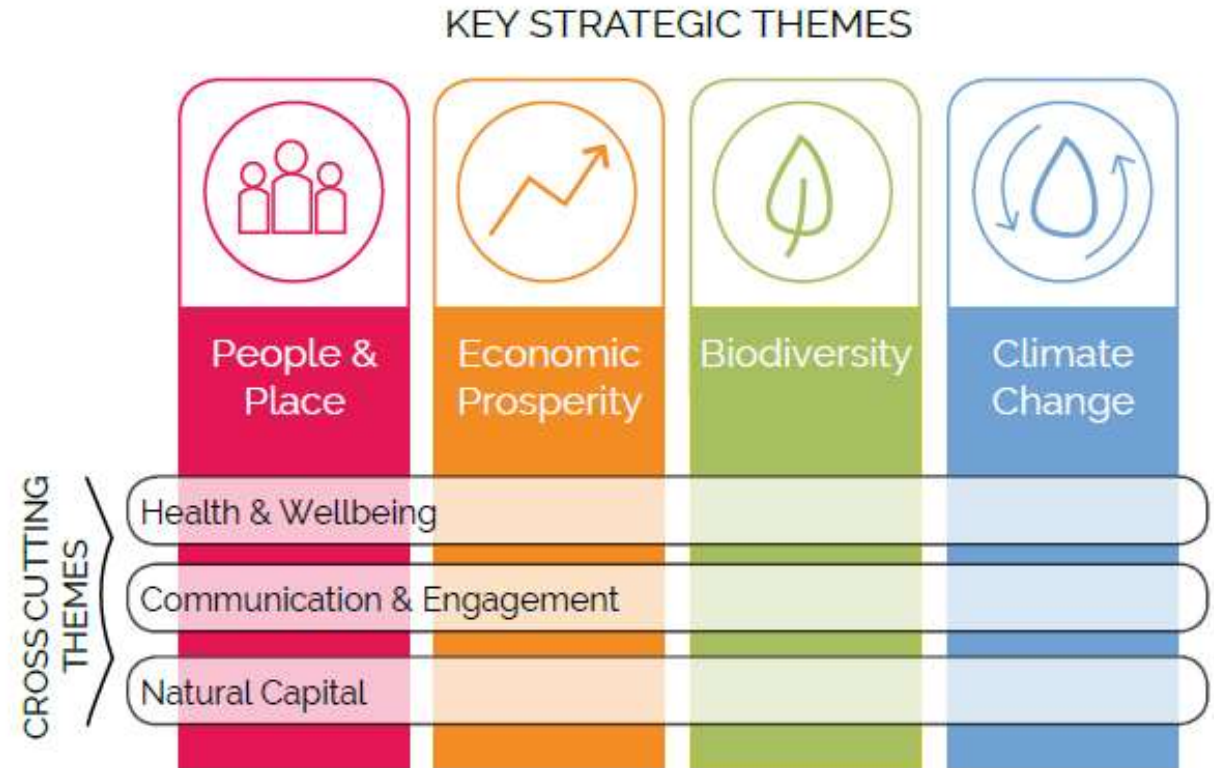 KEY STRATEGIC THEMES
People &
Place
Economic
Prosperity
Biodiversity
Climate
Change
CROSS CUTTING
THEMES
Health & Wellbeing
Communication & Engagement
Natural Capital